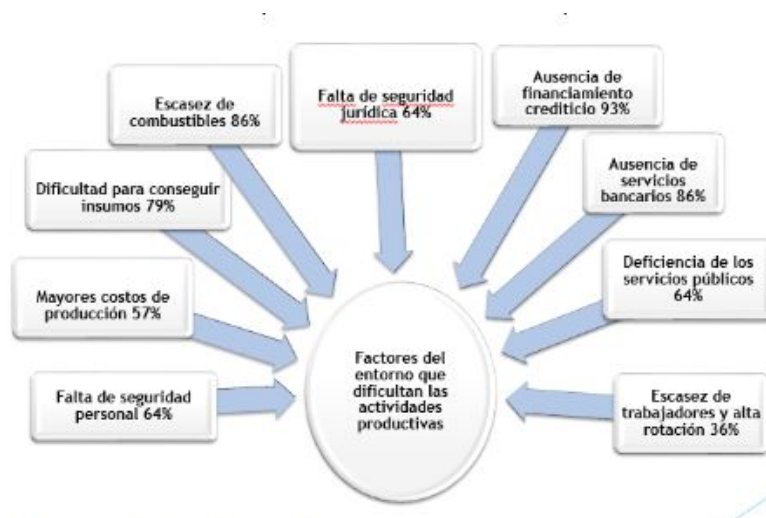 Escasez de
combustibles 86%
Falta de seguridad
jurídica 64%
Ausencia de
financiamiento
crediticio 93%
Dificultad para conseguir
insumos 79%
Ausencia de
servicios
bancarios 86%
Mayores costos de
producción 57%
Deficiencia de los
servicios públicos
64%
Falta de seguridad
personal 64%
Factores del
entorno que
dificultan las
actividades
productivas
Escasez de
trabajadores y alta
rotación 36%